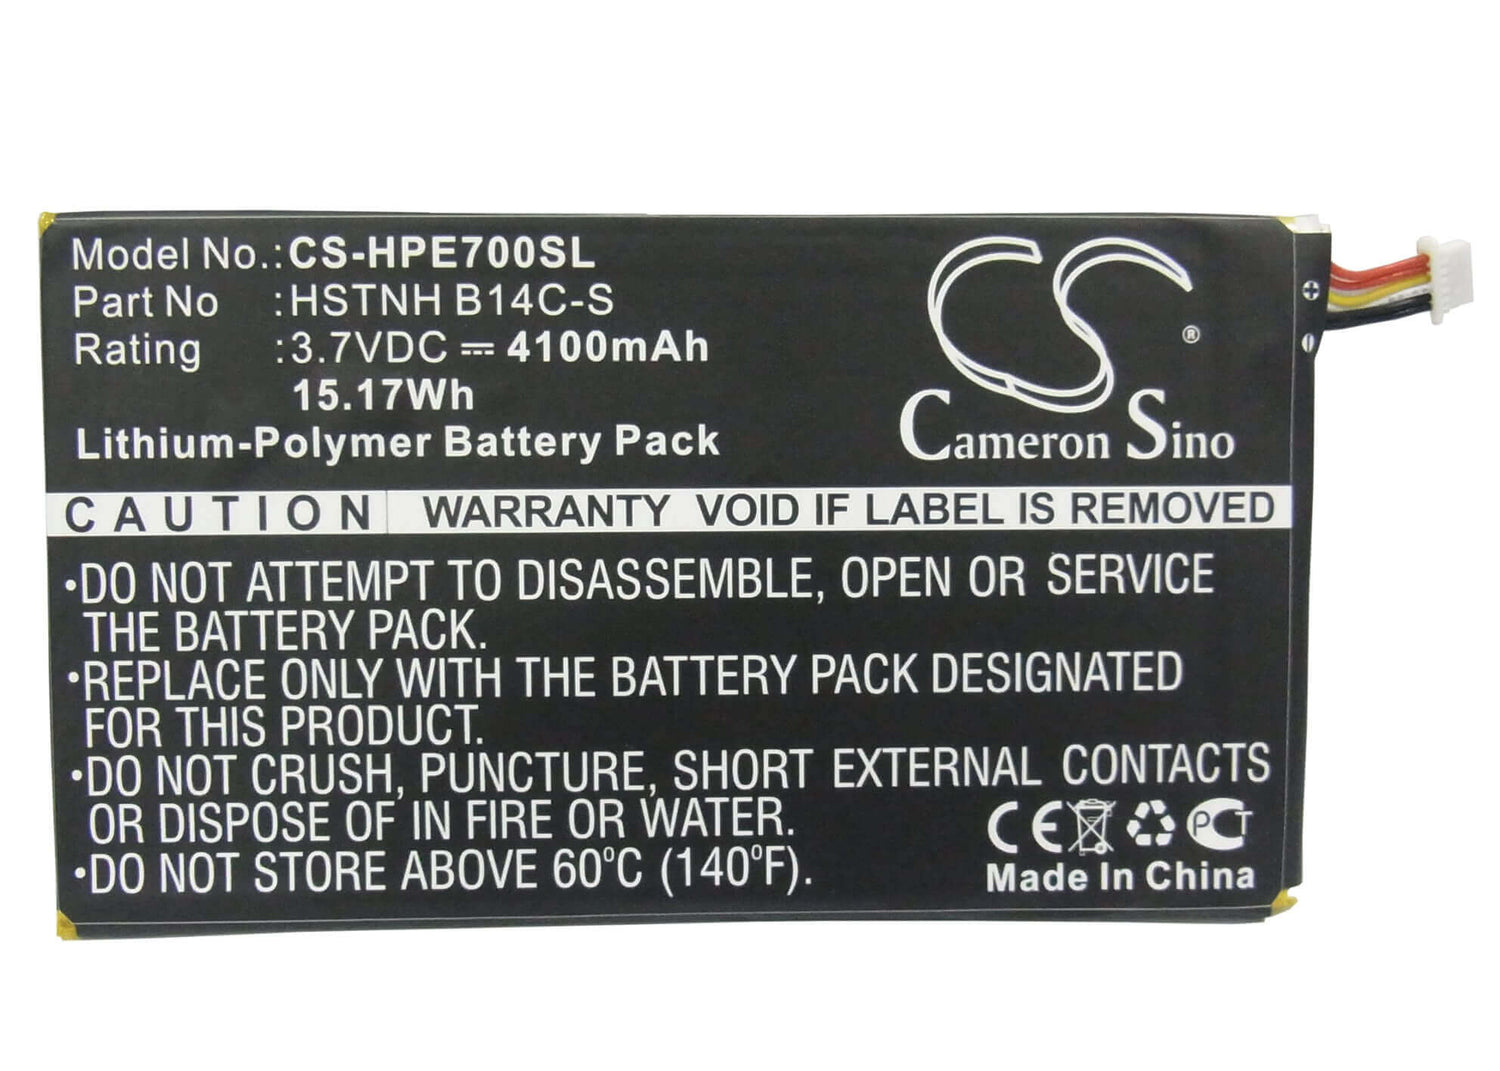 Model No.:CS-HPE700SL
Part No :HSTNH B14C-S
Rating :3.7VDC ⎓ 4100mAh
15.17Wh
Lithium-Polymer Battery Pack
CS
®
Cameron Sino
CAUTION WARRANTY VOID IF LABEL IS REMOVED
•DO NOT ATTEMPT TO DISASSEMBLE, OPEN OR SERVICE
THE BATTERY PACK.
•REPLACE ONLY WITH THE BATTERY PACK DESIGNATED
FOR THIS PRODUCT.
•DO NOT CRUSH, PUNCTURE, SHORT EXTERNAL CONTACTS
OR DISPOSE OF IN FIRE OR WATER.
•DO NOT STORE ABOVE 60°C (140°F).
CE PCT
Made In China